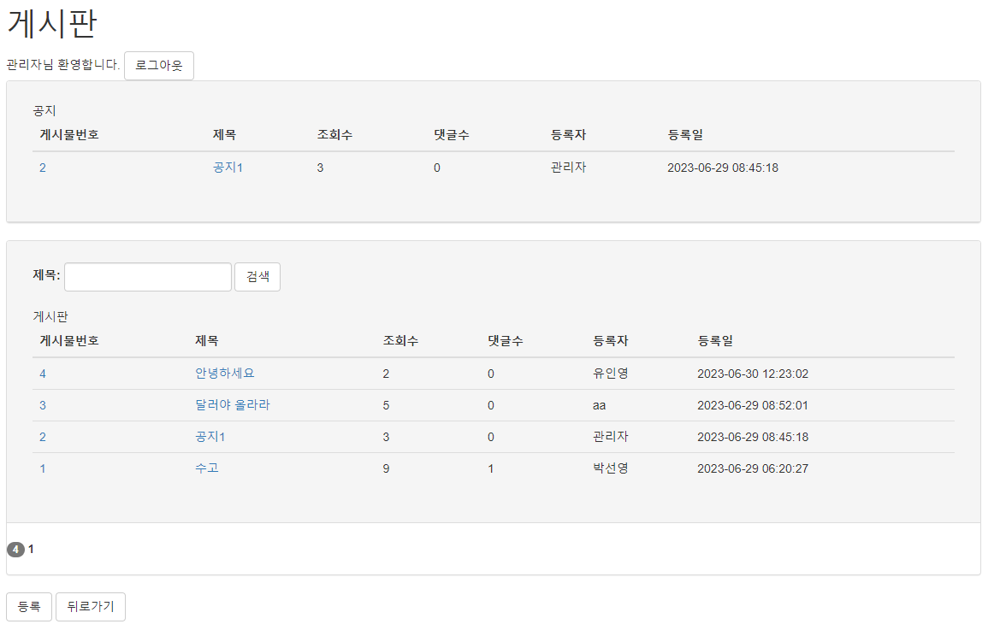 게시판
관리자님 환영합니다. 로그아웃
공지
게시물번호 제목 조회수 댓글수 등록자 등록일
2 공지1 3 0 관리자 2023-06-29 08:45:18
제목: 검색
게시판
게시물번호 제목 조회수 댓글수 등록자 등록일
4 안녕하세요 2 0 유인영 2023-06-30 12:23:02
3 달러야 올라라 5 0 aa 2023-06-29 08:52:01
2 공지1 3 0 관리자 2023-06-29 08:45:18
1 수고 9 1 박선영 2023-06-29 06:20:27
4 1
등록 뒤로가기